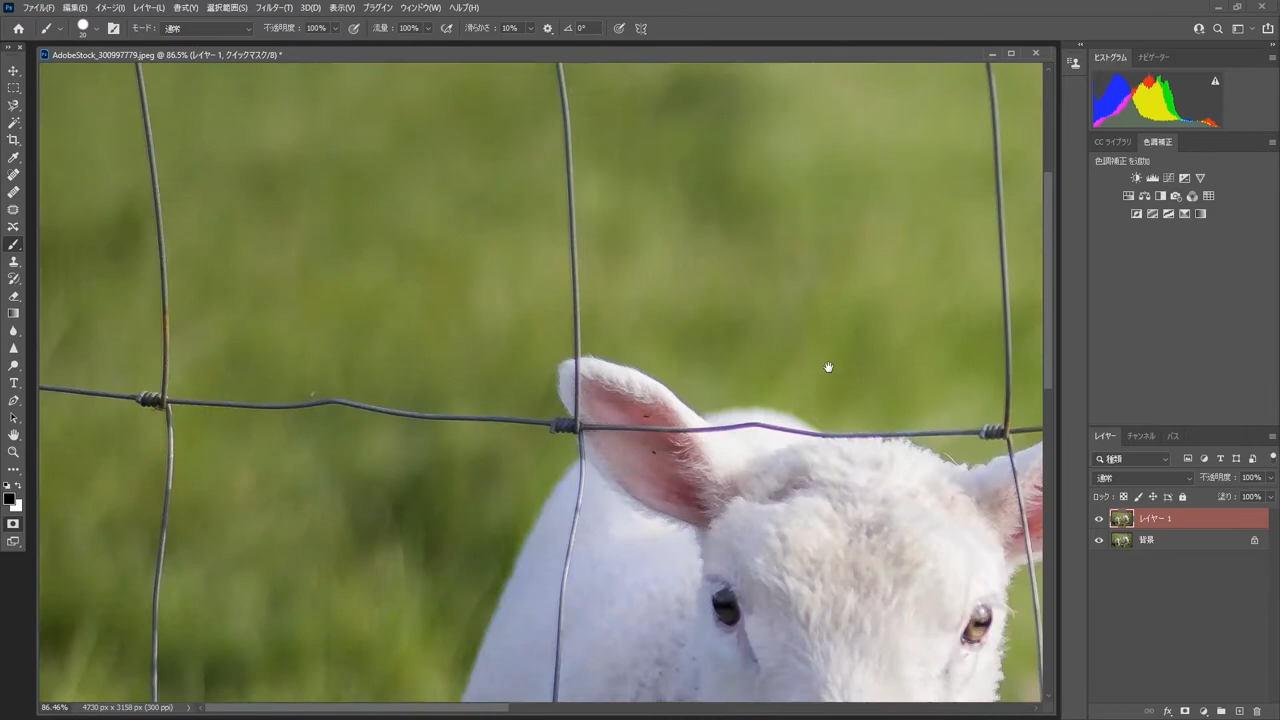 Ps ファイル(F) 編集(E) イメージ(I) レイヤー(L) 書式(Y) 選択範囲(S) フィルター(T) 3D(D) 表示(V) プラグイン ウィンドウ(W) ヘルプ(H)
20 モード： 通常 不透明度： 100% 流量： 100% 滑らかさ： 10% 0°
AdobeStock_300997779.jpeg @ 86.5% (レイヤー 1, クイックマスク/8) *
ヒストグラム ナビゲーター
CC ライブラリ 色調補正
色調補正を追加
レイヤー チャンネル パス
種類
通常 不透明度： 100%
ロック： 塗り： 100%
レイヤー 1
背景
86.46% 4730 px x 3158 px (300 ppi)